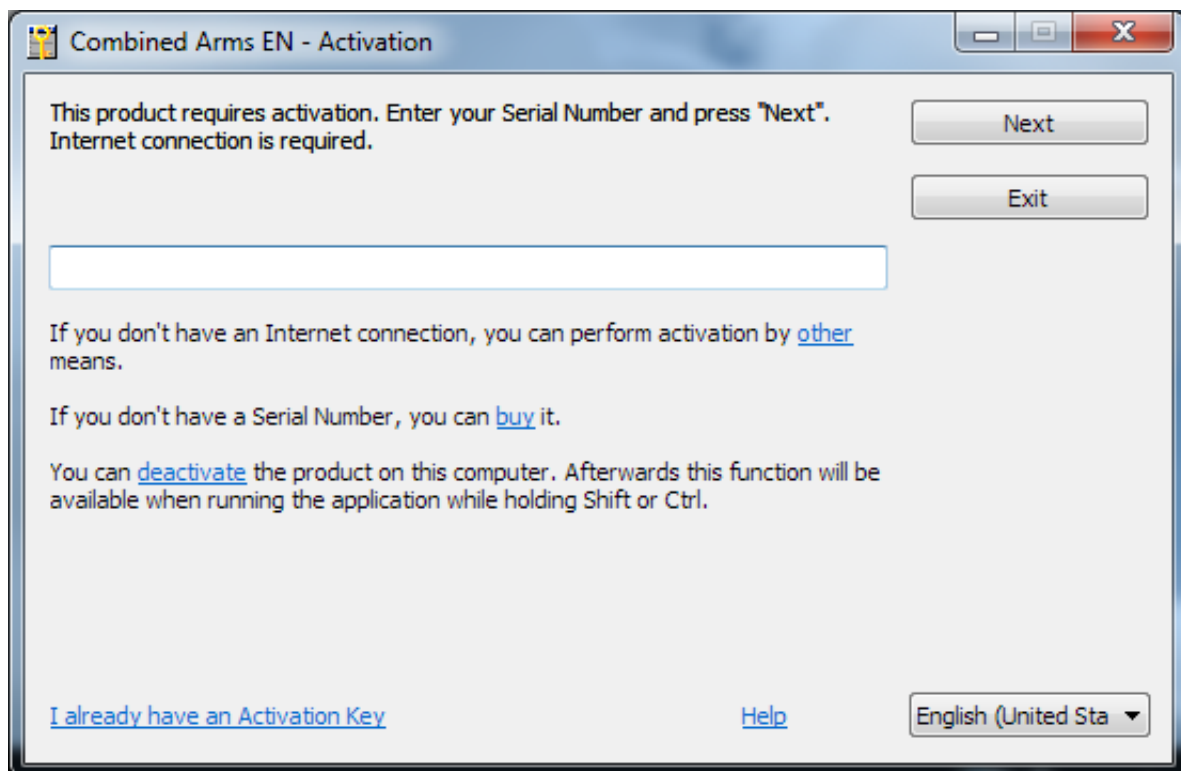 Combined Arms EN - Activation
This product requires activation. Enter your Serial Number and press "Next".
Internet connection is required.
Next
Exit
If you don't have an Internet connection, you can perform activation by other
means.
If you don't have a Serial Number, you can buy it.
You can deactivate the product on this computer. Afterwards this function will be
available when running the application while holding Shift or Ctrl.
I already have an Activation Key
Help
English (United Sta